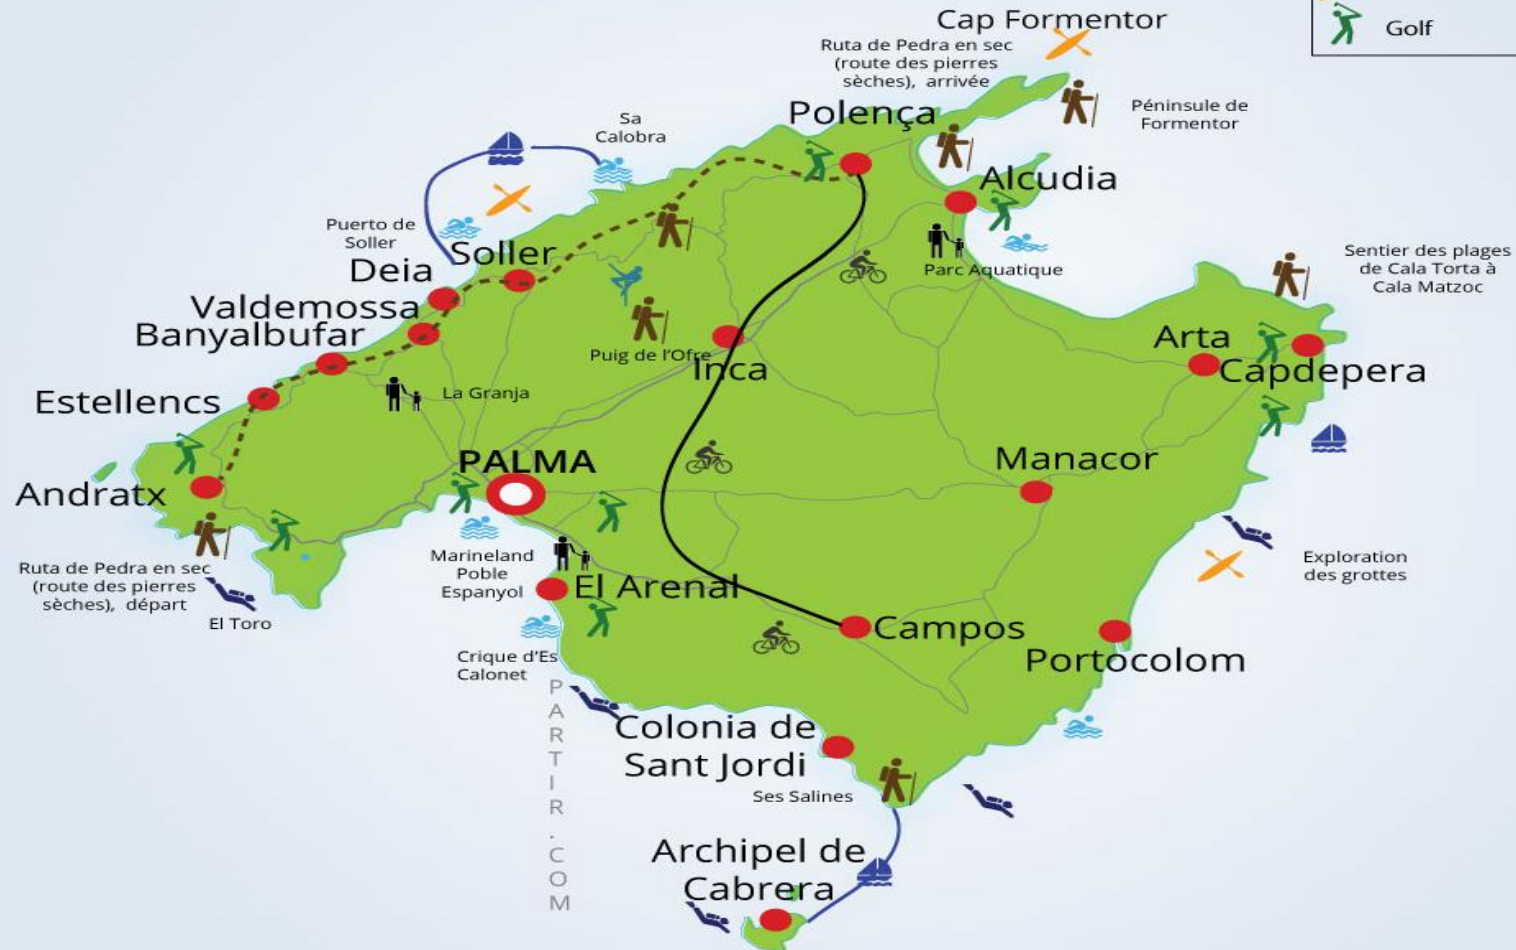 Cap Formentor
Golf
Ruta de Pedra en sec
(route des pierres
sèches), arrivée
Polença
Péninsule de
Formentor
Sa
Calobra
Alcudia
Puerto de
Soller
Soller
Deia
Parc Aquatique
Sentier des plages
de Cala Torta à
Cala Matzoc
Valdemossa
Banyalbufar
Arta
Puig de l'Ofre
Inca
Capdepera
La Granja
Estellencs
PALMA
Manacor
Andratx
Marineland
Poble
Espanyol
Exploration
des grottes
Ruta de Pedra en sec
(route des pierres
sèches), départ
El Toro
El Arenal
Campos
Portocolom
Crique d'Es
Calonet
PARTIR.COM
Colonia de
Sant Jordi
Ses Salines
Archipel de
Cabrera